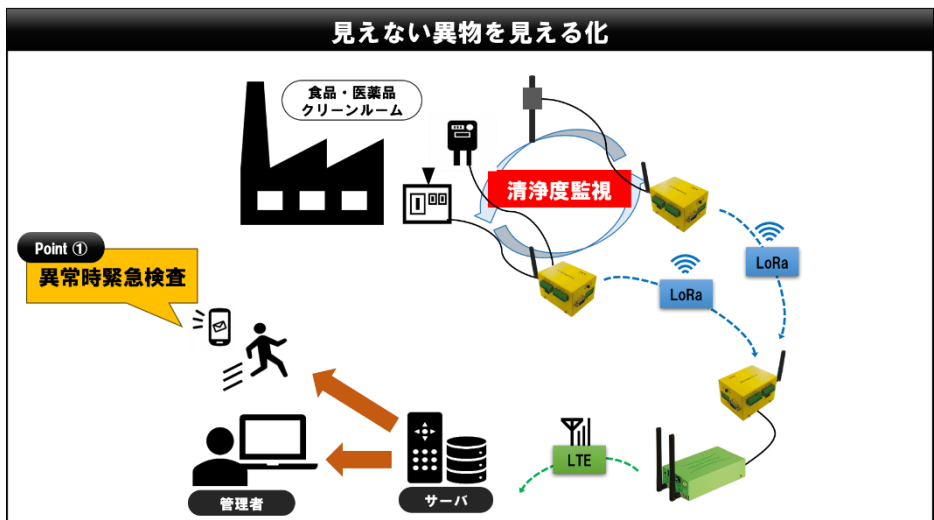 見えない異物を見える化
食品・医薬品
クリーンルーム
清浄度監視
Point ①
異常時緊急検査
LoRa
LoRa
LTE
管理者
サーバ